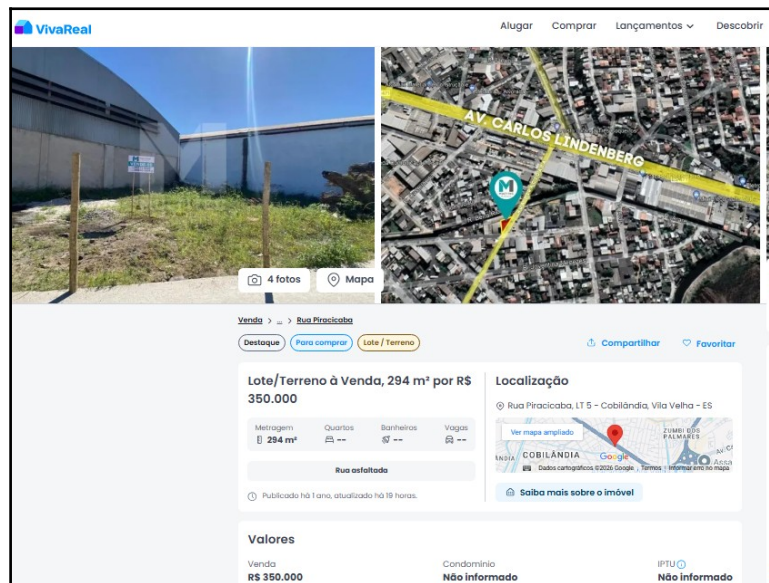 VivaReal
Alugar Comprar Lançamentos Descobrir
AV. CARLOS LINDENBERG
M
4 fotos Mapa
Venda > ... > Rua Piracicaba
Destaque Para comprar Lote / Terreno
Compartilhar Favoritar
Lote/Terreno à Venda, 294 m² por R$
350.000
Metragem Quartos Banheiros Vagas
294 m² -- -- --
Rua asfaltada
Publicado há 1 ano, atualizado há 19 horas.
Localização
Rua Piracicaba, LT 5 - Cobilândia, Vila Velha - ES
Ver mapa ampliado
ZUMBI DOS
PALMARES
COBILÂNDIA
Google
Dados cartográficos ©2026 Google Termos Informar erro no mapa
Saiba mais sobre o imóvel
Valores
Venda Condomínio IPTU
R$ 350.000 Não informado Não informado